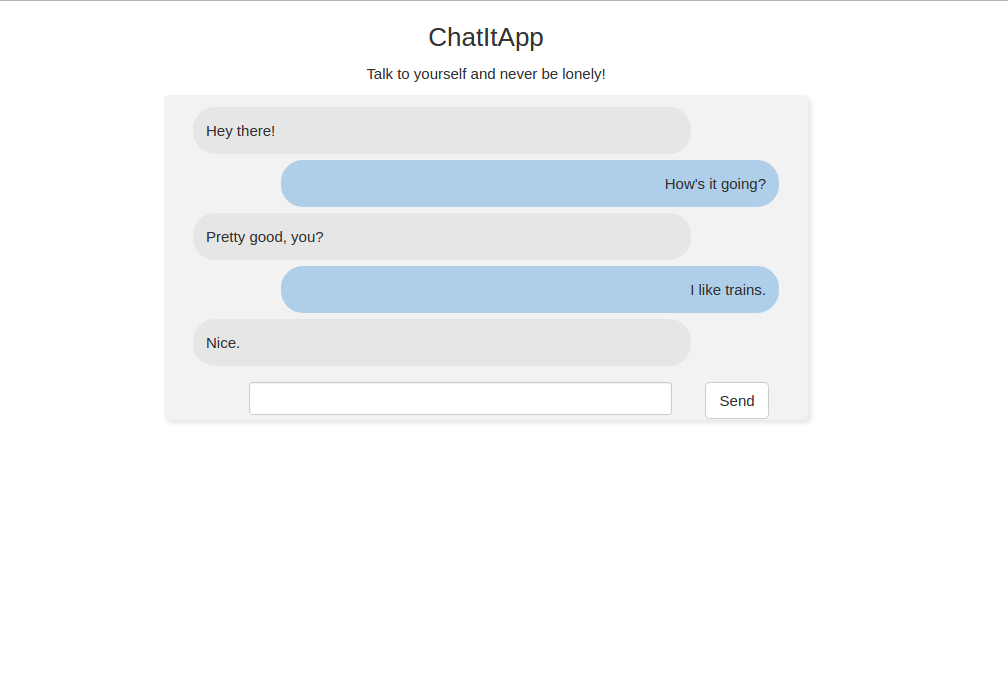 ChatItApp
Talk to yourself and never be lonely!
Hey there!
How's it going?
Pretty good, you?
I like trains.
Nice.
Send